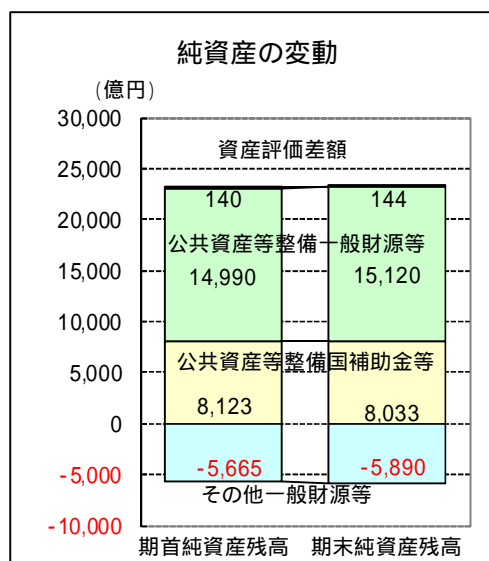 純資産の変動
(億円)
30,000
25,000
20,000
15,000
10,000
5,000
0
-5,000
-10,000
資産評価差額
140 144
公共資産等整備一般財源等
14,990 15,120
公共資産等整備国補助金等
8,123 8,033
-5,665 -5,890
その他一般財源等
期首純資産残高 期末純資産残高